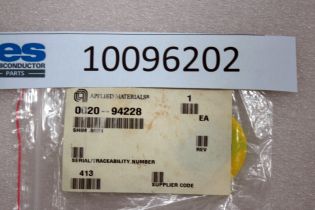 es
SEMICONDUCTOR
PARTS
10096202
APPLIED MATERIALS®
1
0020-94228
EA
SHIM
REV
SERIAL/TRACEABILITY NUMBER
413
SUPPLIER CODE